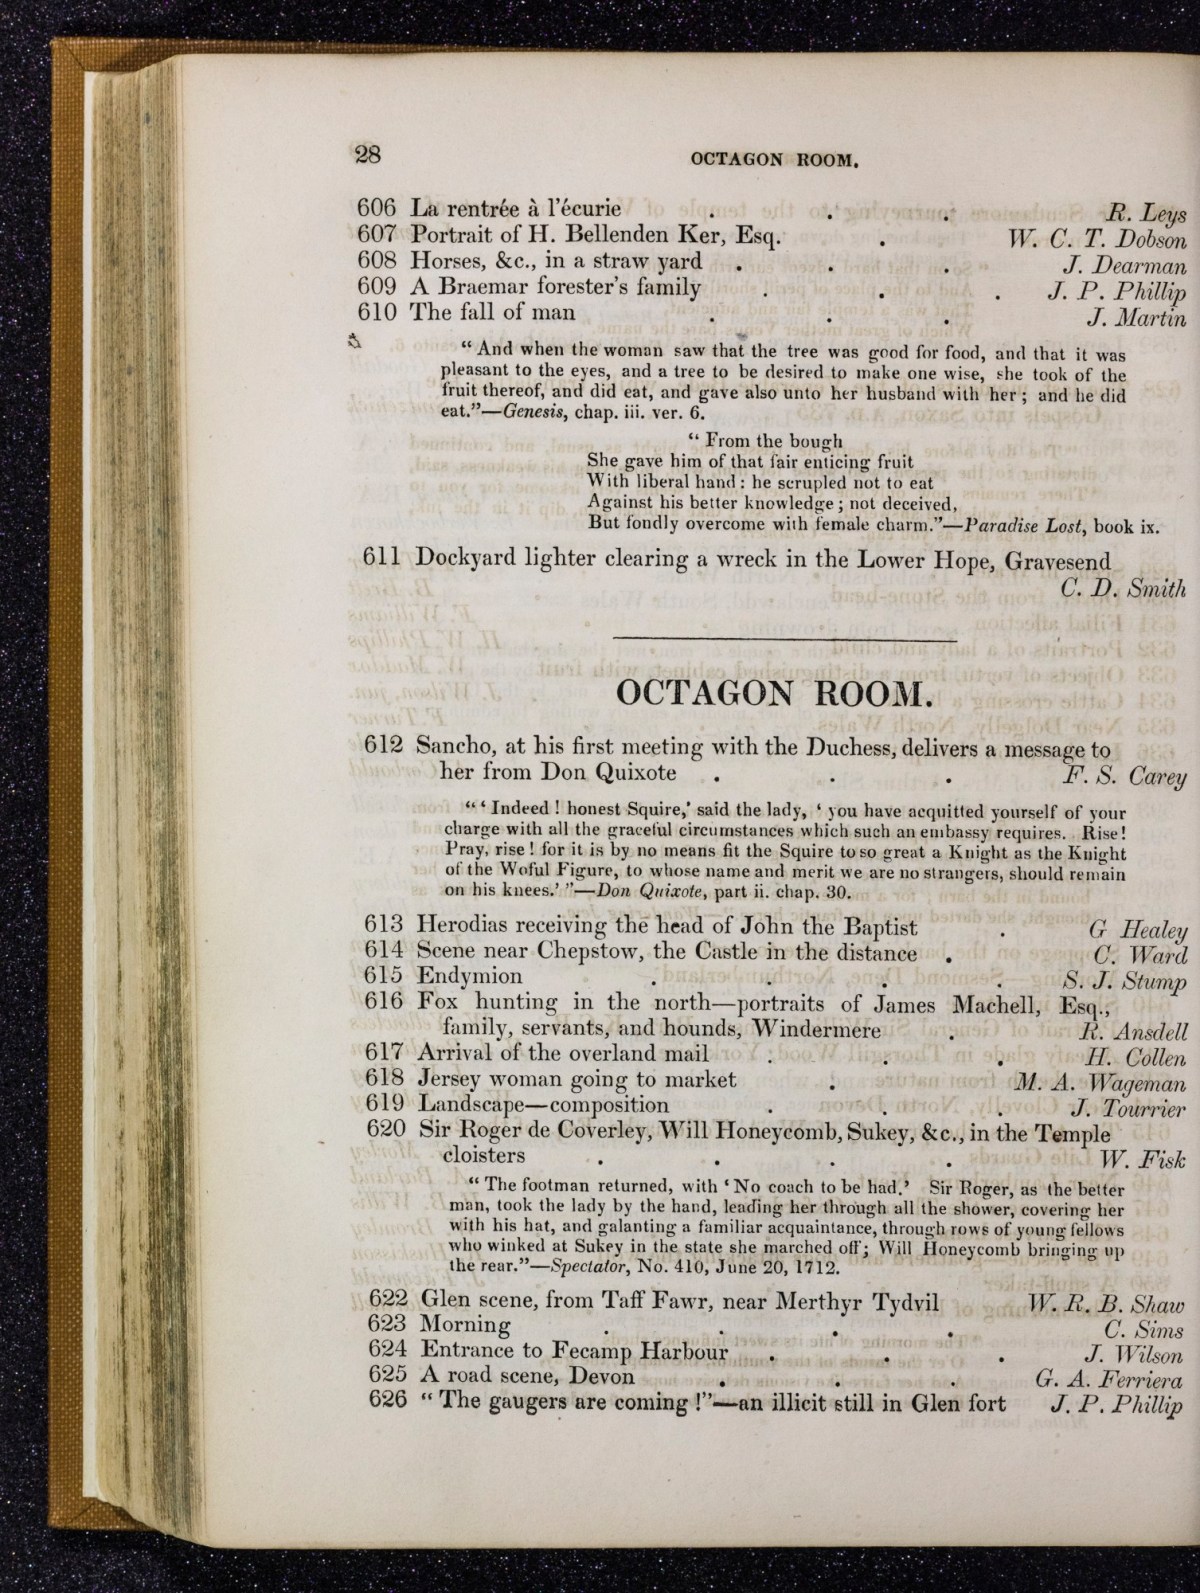 28 OCTAGON ROOM.
606 La rentrée à l'écurie . . . R. Leys
607 Portrait of H. Bellenden Ker, Esq. . W. C. T. Dobson
608 Horses, &c., in a straw yard . . . J. Dearman
609 A Braemar forester's family . . . J. P. Phillip
610 The fall of man . . . J. Martin
“ And when the woman saw that the tree was good for food, and that it was
pleasant to the eyes, and a tree to be desired to make one wise, she took of the
fruit thereof, and did eat, and gave also unto her husband with her ; and he did
eat.”—Genesis, chap. iii. ver. 6.
“ From the bough
She gave him of that fair enticing fruit
With liberal hand : he scrupled not to eat
Against his better knowledge ; not deceived,
But fondly overcome with female charm.”—Paradise Lost, book ix.
611 Dockyard lighter clearing a wreck in the Lower Hope, Gravesend
C. D. Smith
OCTAGON ROOM.
612 Sancho, at his first meeting with the Duchess, delivers a message to
her from Don Quixote . . . F. S. Carey
“ ‘ Indeed ! honest Squire,’ said the lady, ‘ you have acquitted yourself of your
charge with all the graceful circumstances which such an embassy requires. Rise !
Pray, rise ! for it is by no means fit the Squire to so great a Knight as the Knight
of the Woful Figure, to whose name and merit we are no strangers, should remain
on his knees.’ ”—Don Quixote, part ii. chap. 30.
613 Herodias receiving the head of John the Baptist . G Healey
614 Scene near Chepstow, the Castle in the distance . C. Ward
615 Endymion . . . . S. J. Stump
616 Fox hunting in the north—portraits of James Machell, Esq.,
family, servants, and hounds, Windermere . R. Ansdell
617 Arrival of the overland mail . . . H. Collen
618 Jersey woman going to market . . M. A. Wageman
619 Landscape—composition . . . J. Tourrier
620 Sir Roger de Coverley, Will Honeycomb, Sukey, &c., in the Temple
cloisters . . . . W. Fisk
“ The footman returned, with ‘ No coach to be had.’ Sir Roger, as the better
man, took the lady by the hand, leading her through all the shower, covering her
with his hat, and galanting a familiar acquaintance, through rows of young fellows
who winked at Sukey in the state she marched off ; Will Honeycomb bringing up
the rear.”—Spectator, No. 410, June 20, 1712.
622 Glen scene, from Taff Fawr, near Merthyr Tydvil W. R. B. Shaw
623 Morning . . . . C. Sims
624 Entrance to Fecamp Harbour . . . J. Wilson
625 A road scene, Devon . . . G. A. Ferriera
626 “ The gaugers are coming !”—an illicit still in Glen fort J. P. Phillip